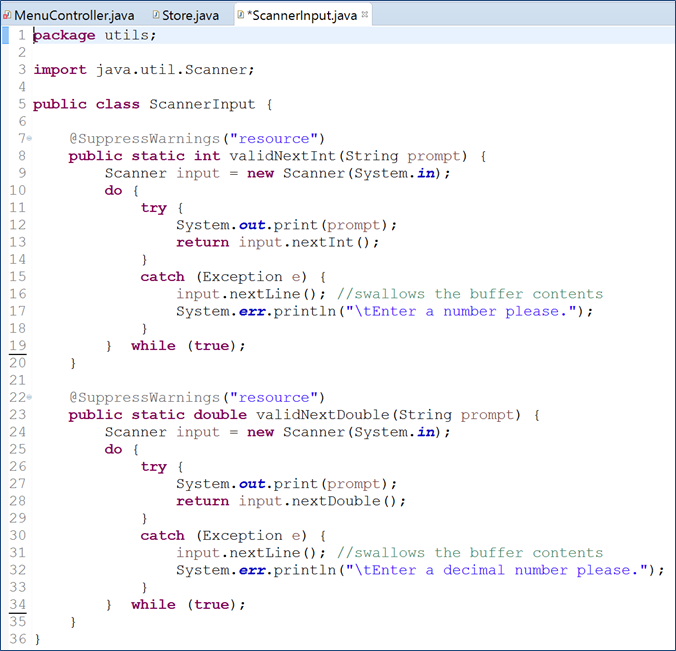 MenuController.java Store.java *ScannerInput.java
1 package utils;
2
3 import java.util.Scanner;
4
5 public class ScannerInput {
6
7 @SuppressWarnings("resource")
8 public static int validNextInt(String prompt) {
9 Scanner input = new Scanner(System.in);
10 do {
11 try {
12 System.out.print(prompt);
13 return input.nextInt();
14 }
15 catch (Exception e) {
16 input.nextLine(); //swallows the buffer contents
17 System.err.println("\tEnter a number please.");
18 }
19 } while (true);
20 }
21
22 @SuppressWarnings("resource")
23 public static double validNextDouble(String prompt) {
24 Scanner input = new Scanner(System.in);
25 do {
26 try {
27 System.out.print(prompt);
28 return input.nextDouble();
29 }
30 catch (Exception e) {
31 input.nextLine(); //swallows the buffer contents
32 System.err.println("\tEnter a decimal number please.");
33 }
34 } while (true);
35 }
36 }